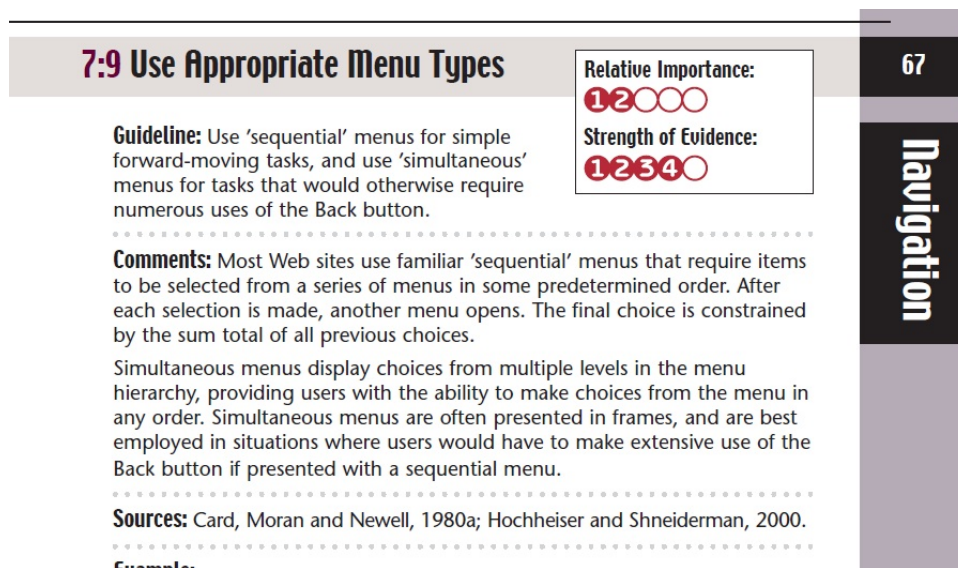 7:9 Use Appropriate Menu Types
67
Relative Importance:
12
Strength of Evidence:
1234
Guideline: Use ’sequential’ menus for simple
forward-moving tasks, and use ’simultaneous’
menus for tasks that would otherwise require
numerous uses of the Back button.
Comments: Most Web sites use familiar ’sequential’ menus that require items
to be selected from a series of menus in some predetermined order. After
each selection is made, another menu opens. The final choice is constrained
by the sum total of all previous choices.
Simultaneous menus display choices from multiple levels in the menu
hierarchy, providing users with the ability to make choices from the menu in
any order. Simultaneous menus are often presented in frames, and are best
employed in situations where users would have to make extensive use of the
Back button if presented with a sequential menu.
Sources: Card, Moran and Newell, 1980a; Hochheiser and Shneiderman, 2000.
Example:
Navigation